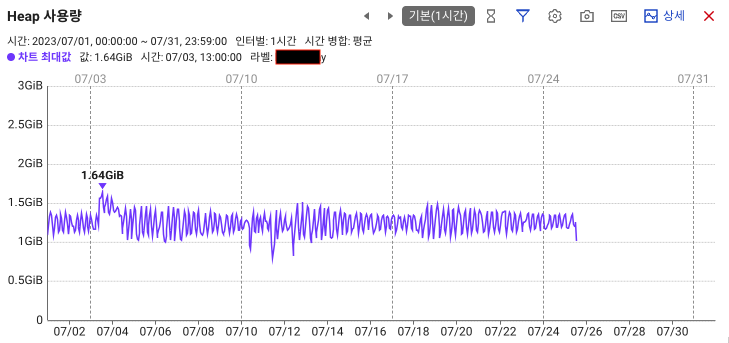 Heap 사용량
기본(1시간)
CSV
상세
시간: 2023/07/01, 00:00:00 ~ 07/31, 23:59:00 인터벌: 1시간 시간 병합: 평균
차트 최대값 값: 1.64GiB 시간: 07/03, 13:00:00 라벨: y
07/03 07/10 07/17 07/24 07/31
3GiB
2.5GiB
2GiB
1.64GiB
1.5GiB
1GiB
0.5GiB
0
07/02 07/04 07/06 07/08 07/10 07/12 07/14 07/16 07/18 07/20 07/22 07/24 07/26 07/28 07/30